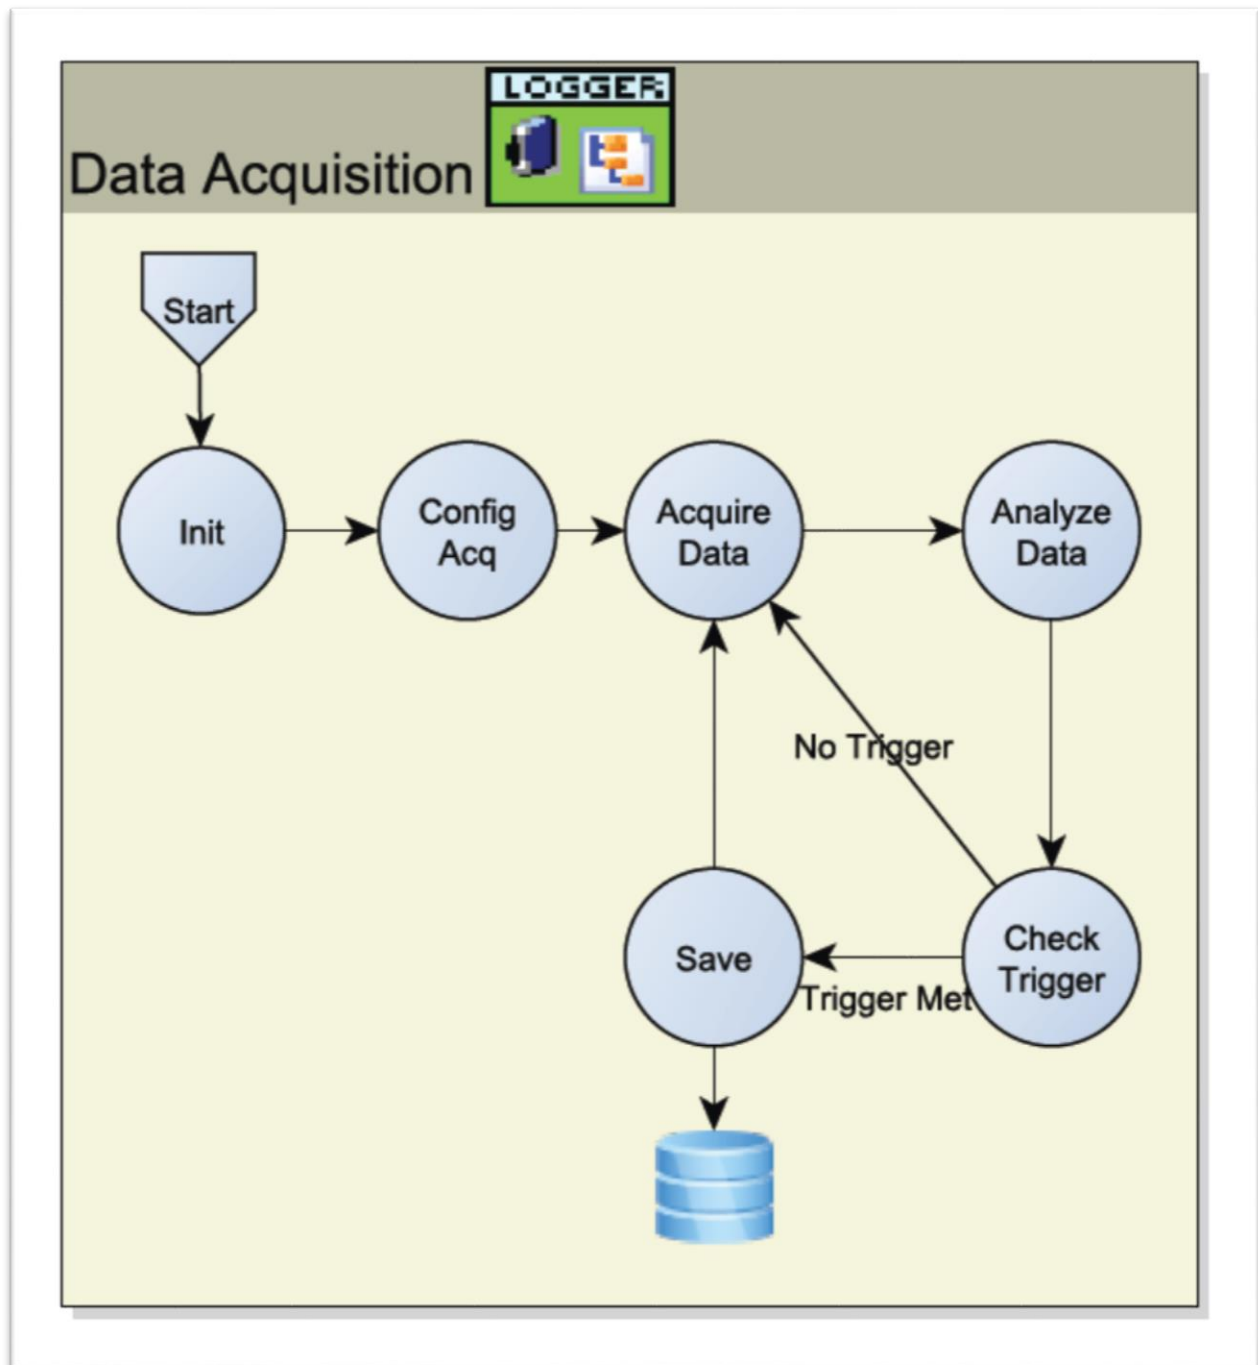 LOGGER
Data Acquisition
Start
Init
Config
Acq
Acquire
Data
Analyze
Data
No Trigger
Save
Check
Trigger
Trigger Met